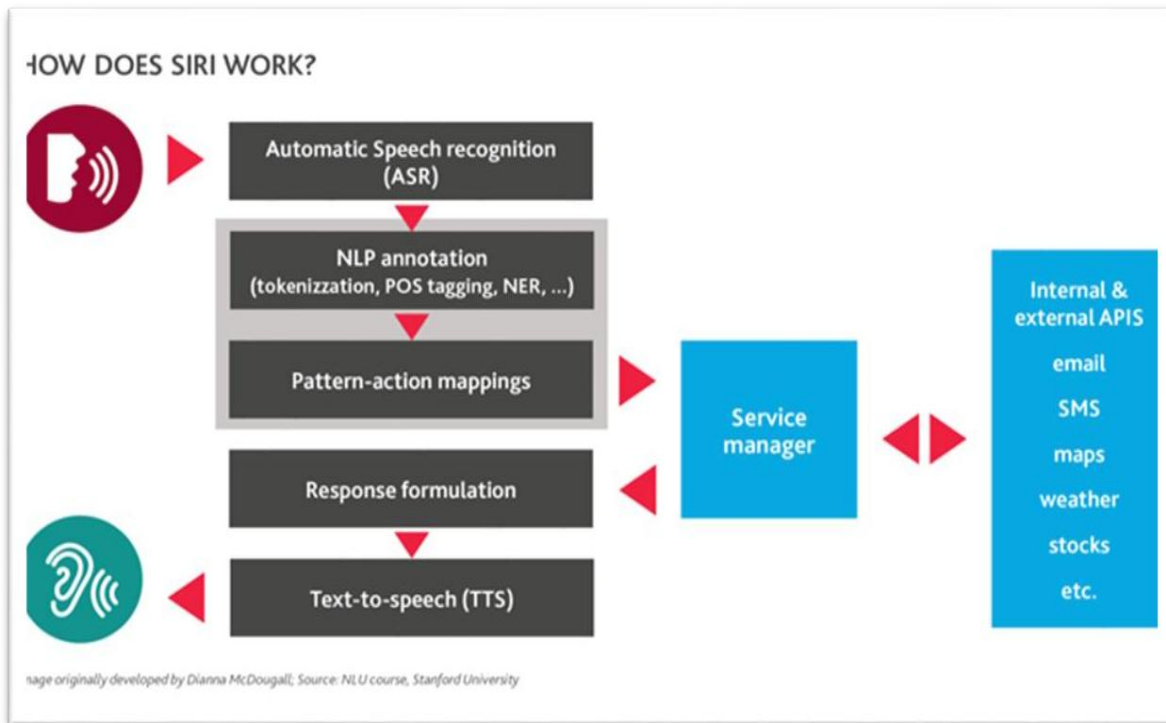 HOW DOES SIRI WORK?
Automatic Speech recognition
(ASR)
NLP annotation
(tokenizzation, POS tagging, NER, ...)
Pattern-action mappings
Response formulation
Text-to-speech (TTS)
Service
manager
Internal &
external APIS
email
SMS
maps
weather
stocks
etc.
nage originally developed by Dianna McDougall; Source: NLU course, Stanford University